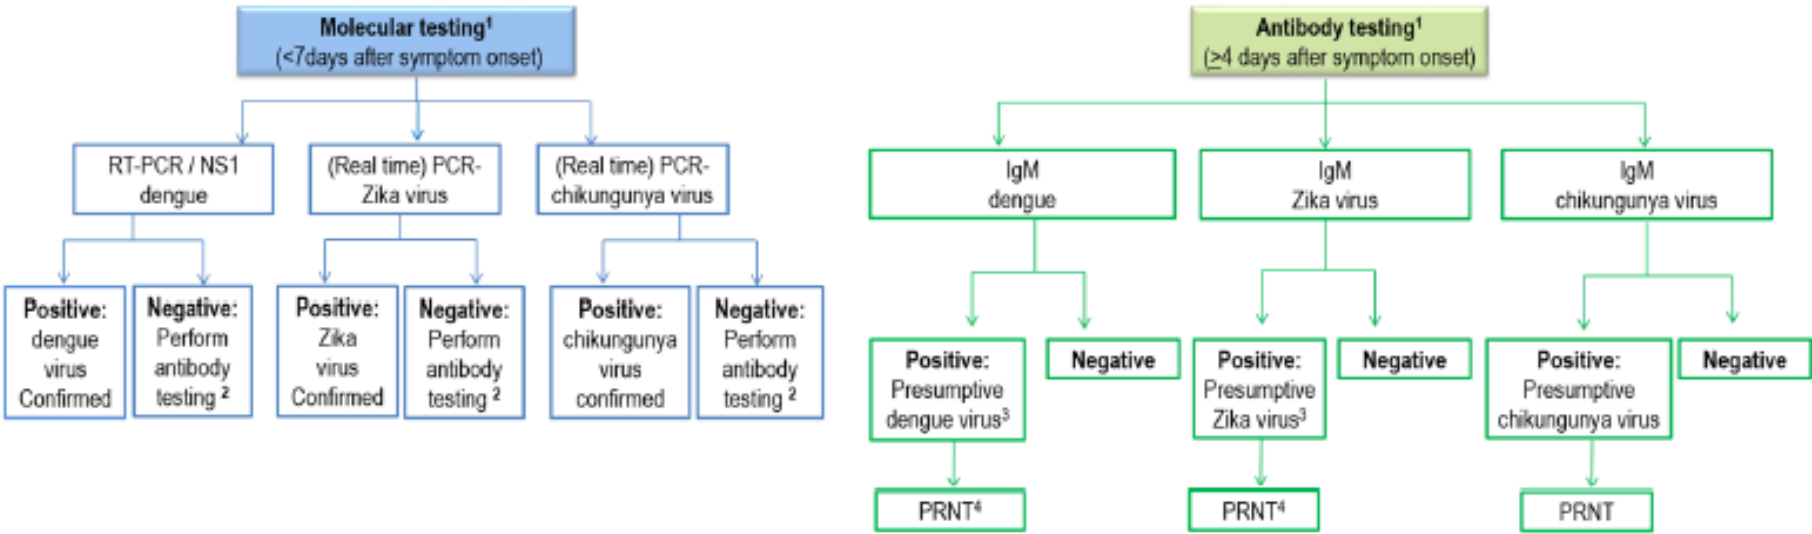 Molecular testing¹
(<7days after symptom onset)
RT-PCR / NS1
dengue
(Real time) PCR-
Zika virus
(Real time) PCR-
chikungunya virus
Positive:
dengue
virus
Confirmed
Negative:
Perform
antibody
testing ²
Positive:
Zika
virus
Confirmed
Negative:
Perform
antibody
testing ²
Positive:
chikungunya
virus
confirmed
Negative:
Perform
antibody
testing ²
Antibody testing¹
(≥4 days after symptom onset)
IgM
dengue
IgM
Zika virus
IgM
chikungunya virus
Positive:
Presumptive
dengue virus³
Negative
Positive:
Presumptive
Zika virus³
Negative
Positive:
Presumptive
chikungunya virus
Negative
PRNT⁴
PRNT⁴
PRNT